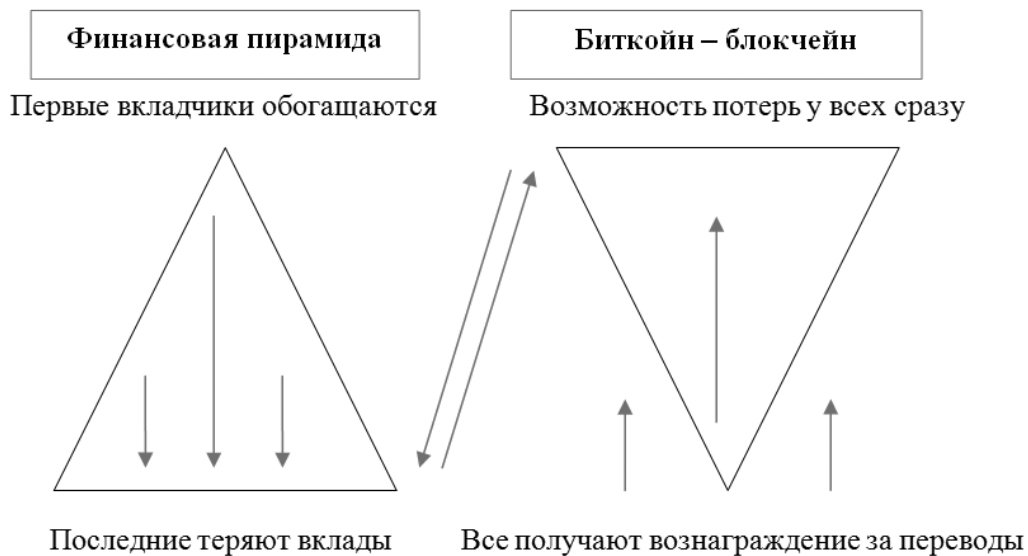 Финансовая пирамида
Биткойн – блокчейн
Первые вкладчики обогащаются
Возможность потерь у всех сразу
Последние теряют вклады
Все получают вознаграждение за переводы